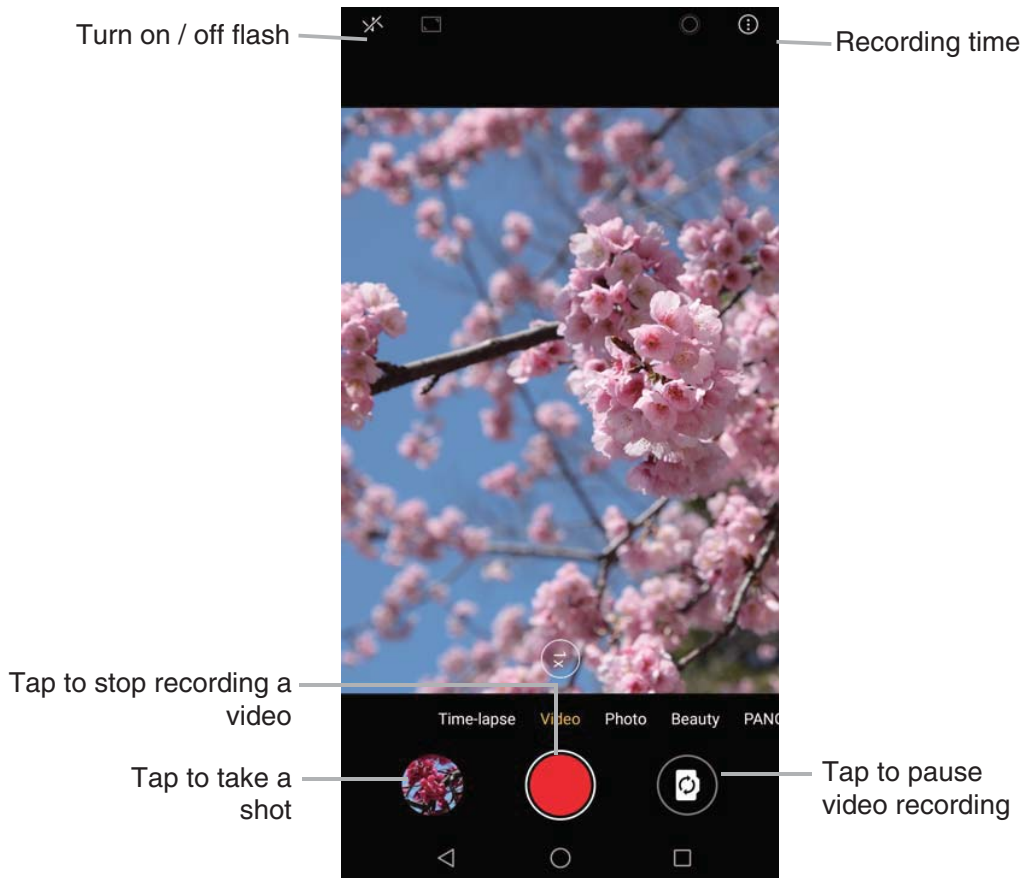 Turn on / off flash
Recording time
1x
Tap to stop recording a
video
Time-lapse Video Photo Beauty PANO
Tap to take a
shot
Tap to pause
video recording